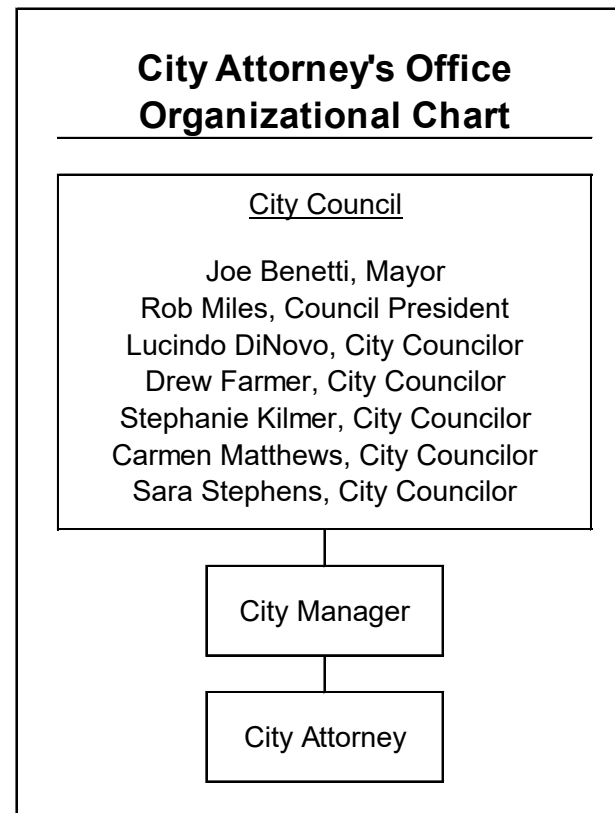 City Attorney's Office
Organizational Chart
City Council
Joe Benetti, Mayor
Rob Miles, Council President
Lucindo DiNovo, City Councilor
Drew Farmer, City Councilor
Stephanie Kilmer, City Councilor
Carmen Matthews, City Councilor
Sara Stephens, City Councilor
City Manager
City Attorney